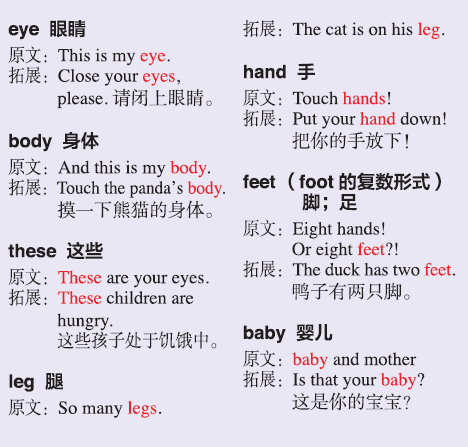 eye 眼睛
原文：This is my eye.
拓展：Close your eyes,
please. 请闭上眼睛。
body 身体
原文：And this is my body.
拓展：Touch the panda's body.
摸一下熊猫的身体。
these 这些
原文：These are your eyes.
拓展：These children are
hungry.
这些孩子处于饥饿中。
leg 腿
原文：So many legs.
拓展：The cat is on his leg.
hand 手
原文：Touch hands!
拓展：Put your hand down!
把你的手放下！
feet（foot 的复数形式）
脚；足
原文：Eight hands!
Or eight feet?!
拓展：The duck has two feet.
鸭子有两只脚。
baby 婴儿
原文：baby and mother
拓展：Is that your baby?
这是你的宝宝？